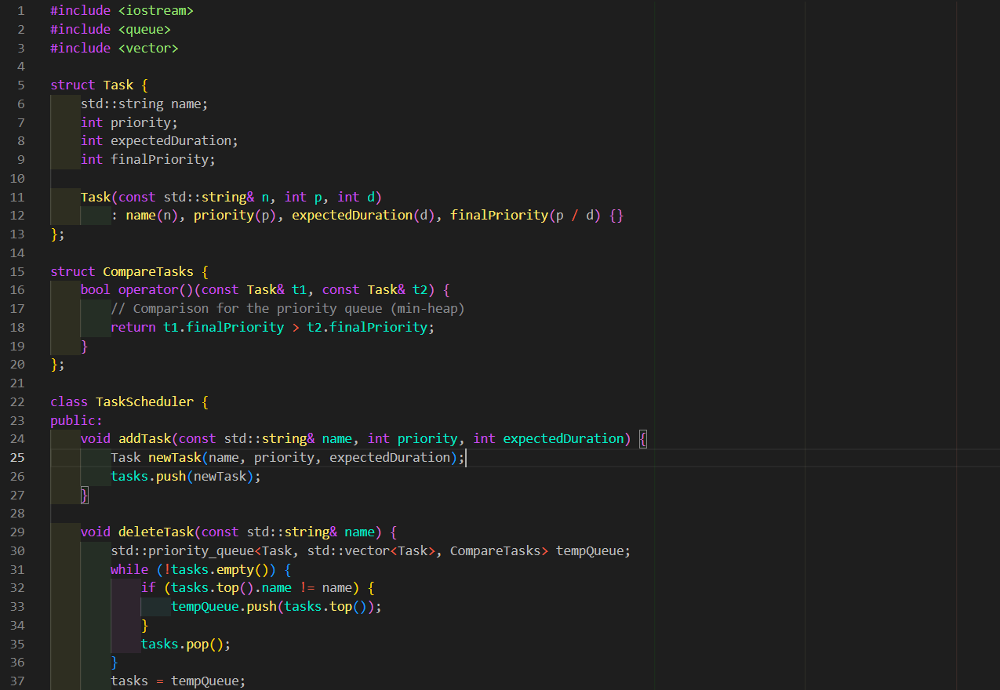 1 #include <iostream>
2 #include <queue>
3 #include <vector>
4
5 struct Task {
6     std::string name;
7     int priority;
8     int expectedDuration;
9     int finalPriority;
10
11     Task(const std::string& n, int p, int d)
12         : name(n), priority(p), expectedDuration(d), finalPriority(p / d) {}
13 };
14
15 struct CompareTasks {
16     bool operator()(const Task& t1, const Task& t2) {
17         // Comparison for the priority queue (min-heap)
18         return t1.finalPriority > t2.finalPriority;
19     }
20 };
21
22 class TaskScheduler {
23 public:
24     void addTask(const std::string& name, int priority, int expectedDuration) {
25         Task newTask(name, priority, expectedDuration);
26         tasks.push(newTask);
27     }
28
29     void deleteTask(const std::string& name) {
30         std::priority_queue<Task, std::vector<Task>, CompareTasks> tempQueue;
31         while (!tasks.empty()) {
32             if (tasks.top().name != name) {
33                 tempQueue.push(tasks.top());
34             }
35             tasks.pop();
36         }
37         tasks = tempQueue;